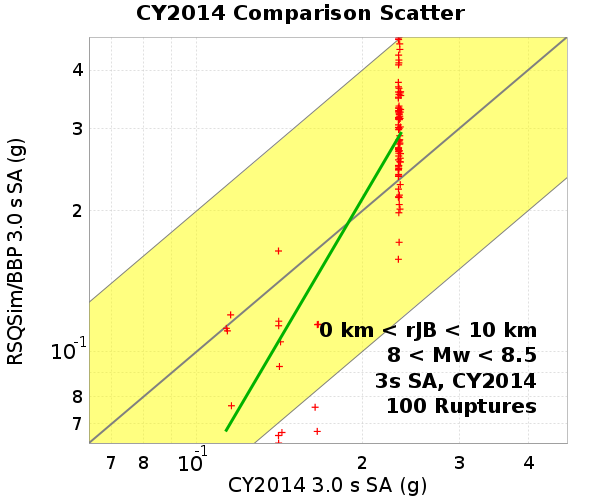 CY2014 Comparison Scatter
RSQSim/BBP 3.0 s SA (g)
4
3
2
10-1
8
7
0 km < rJB < 10 km
8 < Mw < 8.5
3s SA, CY2014
100 Ruptures
7 8 10-1 2 3 4
CY2014 3.0 s SA (g)